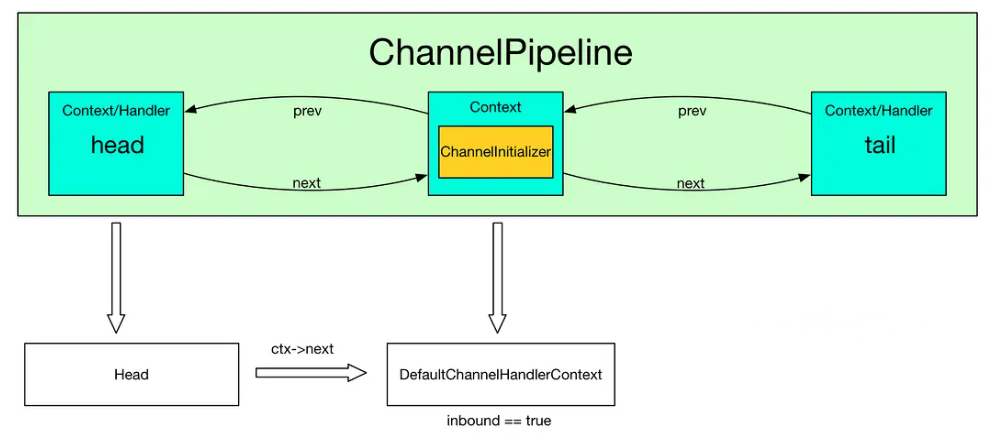 ChannelPipeline
Context/Handler
head
prev
next
Context
ChannelInitializer
prev
next
Context/Handler
tail
Head
ctx->next
DefaultChannelHandlerContext
inbound == true